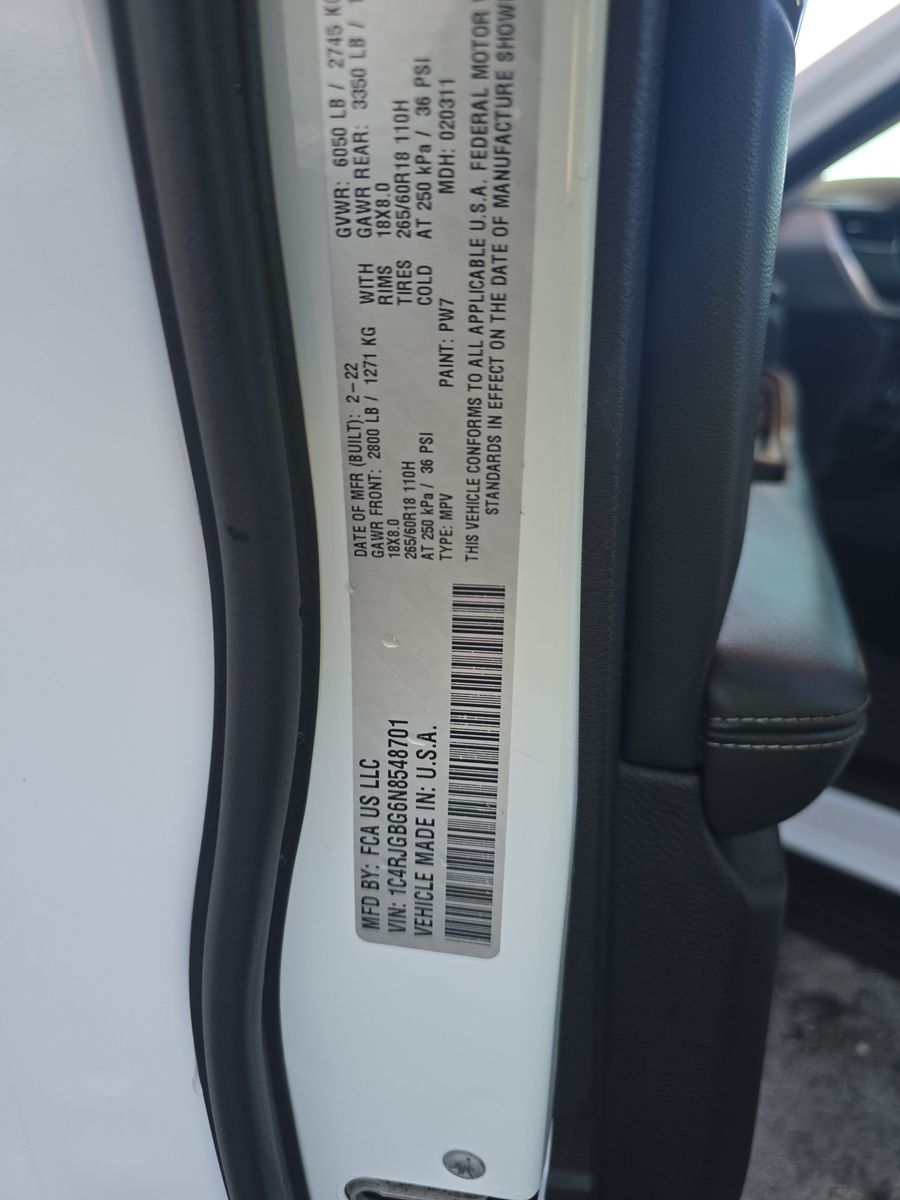 MFD BY: FCA US LLC
VIN: 1C4RJGBG6N8548701
VEHICLE MADE IN: U.S.A.
DATE OF MFR (BUILT): 2-22
GVWR: 6050 LB / 2745 KG
GAWR FRONT: 2800 LB / 1271 KG WITH
GAWR REAR: 3350 LB /
18X8.0 RIMS 18X8.0
265/60R18 110H TIRES 265/60R18 110H
AT 250 kPa / 36 PSI COLD AT 250 kPa / 36 PSI
TYPE: MPV PAINT: PW7 MDH: 020311
THIS VEHICLE CONFORMS TO ALL APPLICABLE U.S.A. FEDERAL MOTOR
STANDARDS IN EFFECT ON THE DATE OF MANUFACTURE